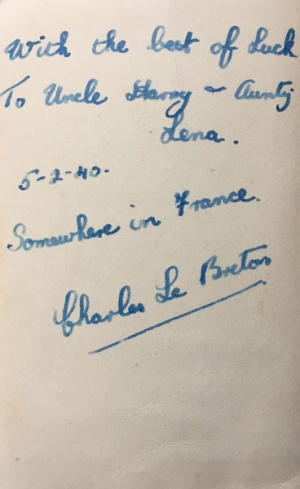 With the best of Luck
To Uncle Harry ~ Aunty
Lena.
5-2-40.
Somewhere in France.
Charles Le Breton